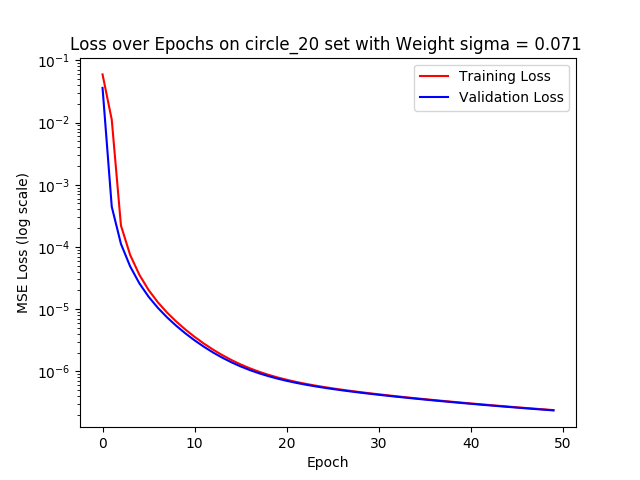 Loss over Epochs on circle_20 set with Weight sigma = 0.071
Training Loss
Validation Loss
MSE Loss (log scale)
10⁻¹
10⁻²
10⁻³
10⁻⁴
10⁻⁵
10⁻⁶
0 10 20 30 40 50
Epoch